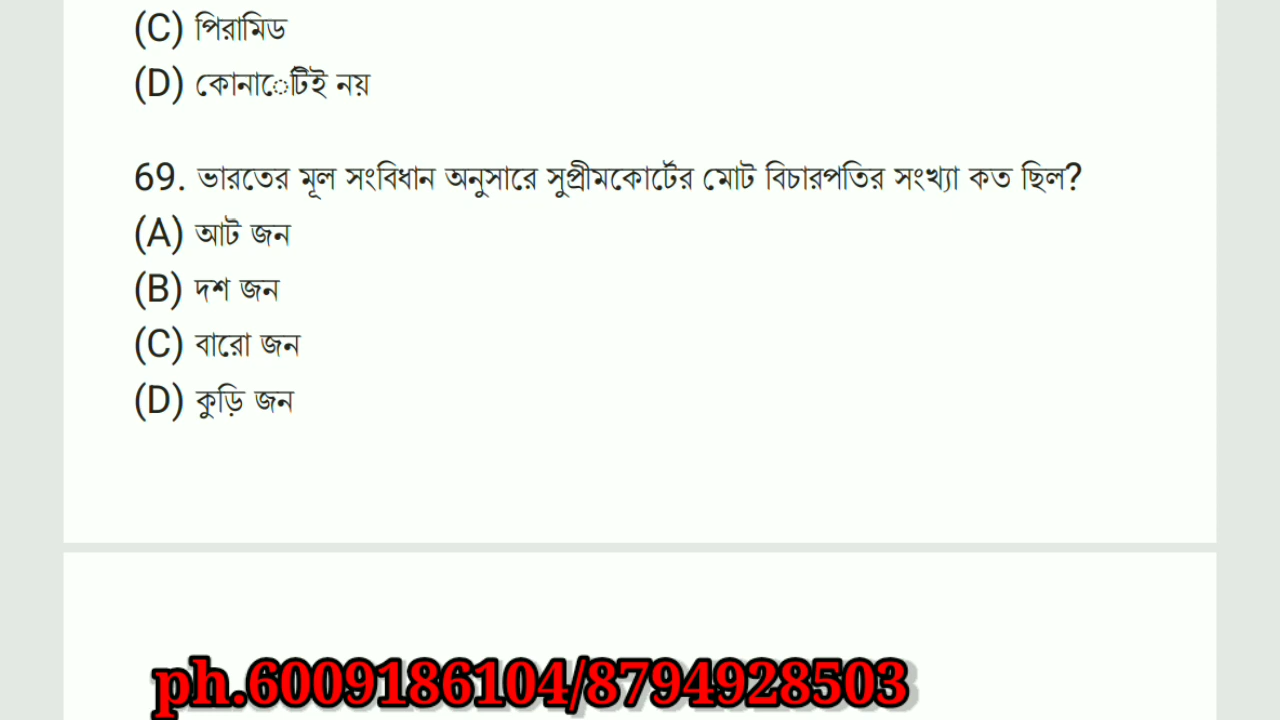 (C) পিরামিড
(D) কোনােটিই নয়
69. ভারতের মূল সংবিধান অনুসারে সুপ্রীমকোর্টের মোট বিচারপতির সংখ্যা কত ছিল?
(A) আট জন
(B) দশ জন
(C) বারো জন
(D) কুড়ি জন
ph.6009186104/8794928503